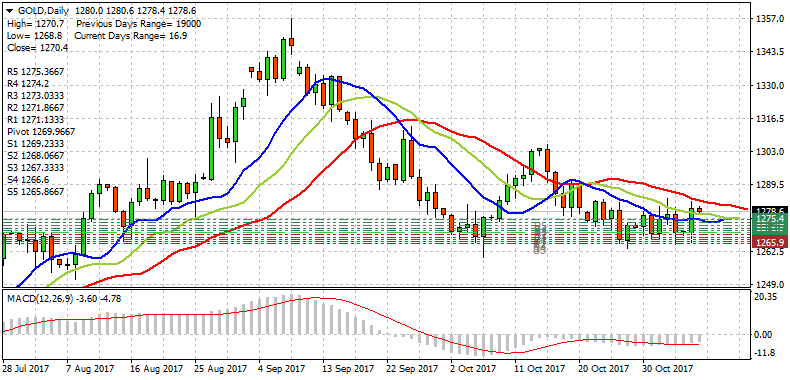 GOLD,Daily 1280.0 1280.6 1278.4 1278.6
High= 1270.7 Previous Days Range= 19000
Low= 1268.8 Current Days Range= 16.9
Close= 1270.4
R5 1275.3667
R4 1274.2
R3 1273.0333
R2 1271.8667
R1 1271.1333
Pivot 1269.9667
S1 1269.2333
S2 1268.0667
S3 1267.3333
S4 1266.6
S5 1265.8667
1357.0
1343.5
1330.0
1316.5
1303.0
1289.5
1278.6
1275.4
1265.9
1262.5
1249.0
MACD(12,26,9) -3.60 -4.78
20.35
0.00
-11.8
28 Jul 2017 7 Aug 2017 16 Aug 2017 25 Aug 2017 4 Sep 2017 13 Sep 2017 22 Sep 2017 2 Oct 2017 11 Oct 2017 20 Oct 2017 30 Oct 2017